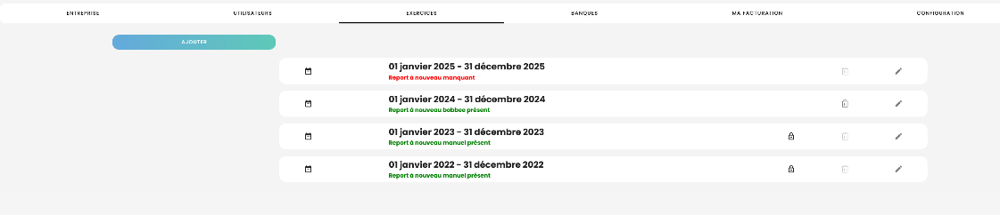 ENTREPRISE
UTILISATEURS
EXERCICES
BANQUES
MA FACTURATION
CONFIGURATION
AJOUTER
01 janvier 2025 - 31 décembre 2025
Report à nouveau manquant
01 janvier 2024 - 31 décembre 2024
Report à nouveau bobbee présent
01 janvier 2023 - 31 décembre 2023
Report à nouveau manuel présent
01 janvier 2022 - 31 décembre 2022
Report à nouveau manuel présent